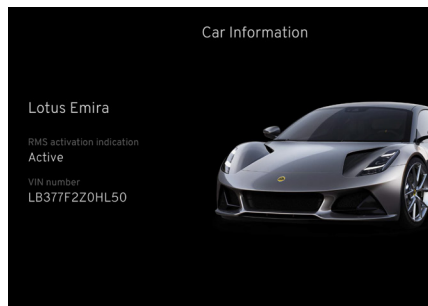 Car Information
Lotus Emira
RMS activation indication
Active
VIN number
LB377F2Z0HL50